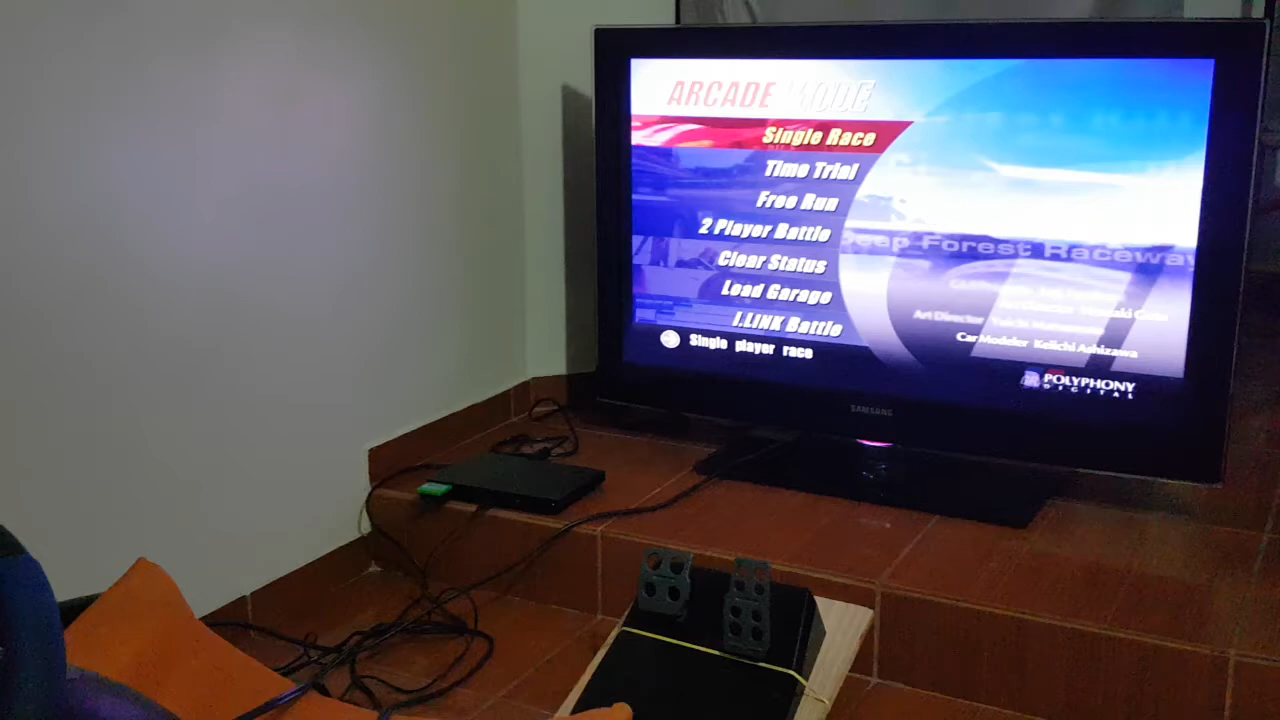 ARCADE MODE
Single Race
Time Trial
Free Run
2 Player Battle
Clear Status
Load Garage
I.LINK Battle
Single player race
Deep Forest Raceway
Art Director
Car Modeler Keiichi Ashizawa
POLYPHONY
DIGITAL
SAMSUNG